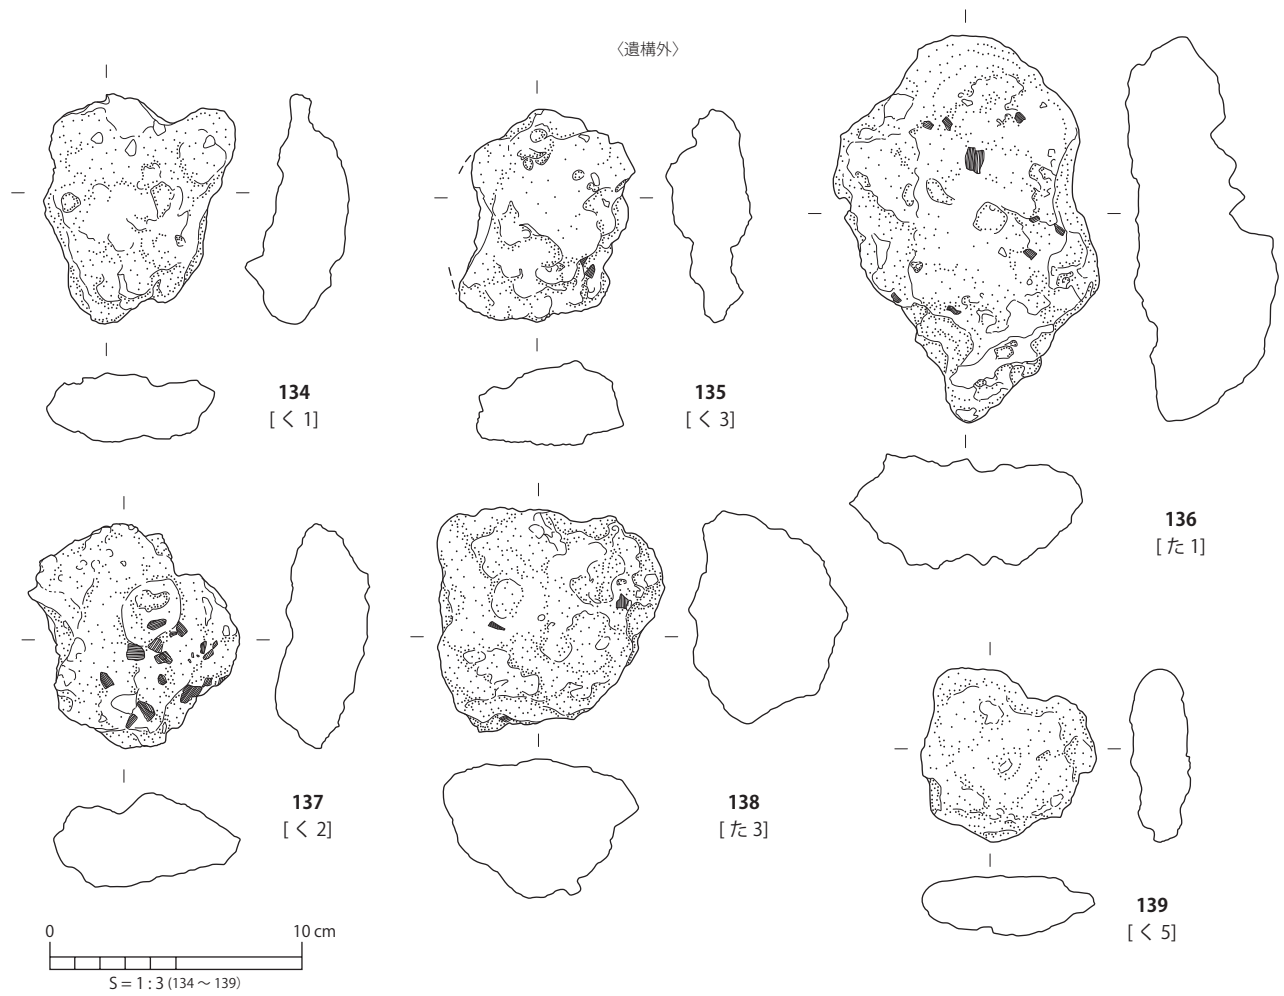 〈遺構外〉
134
[ く 1]
135
[ く 3]
136
[ た 1]
137
[ く 2]
138
[ た 3]
139
[ く 5]
0 10 cm
S = 1 : 3 (134 〜 139)